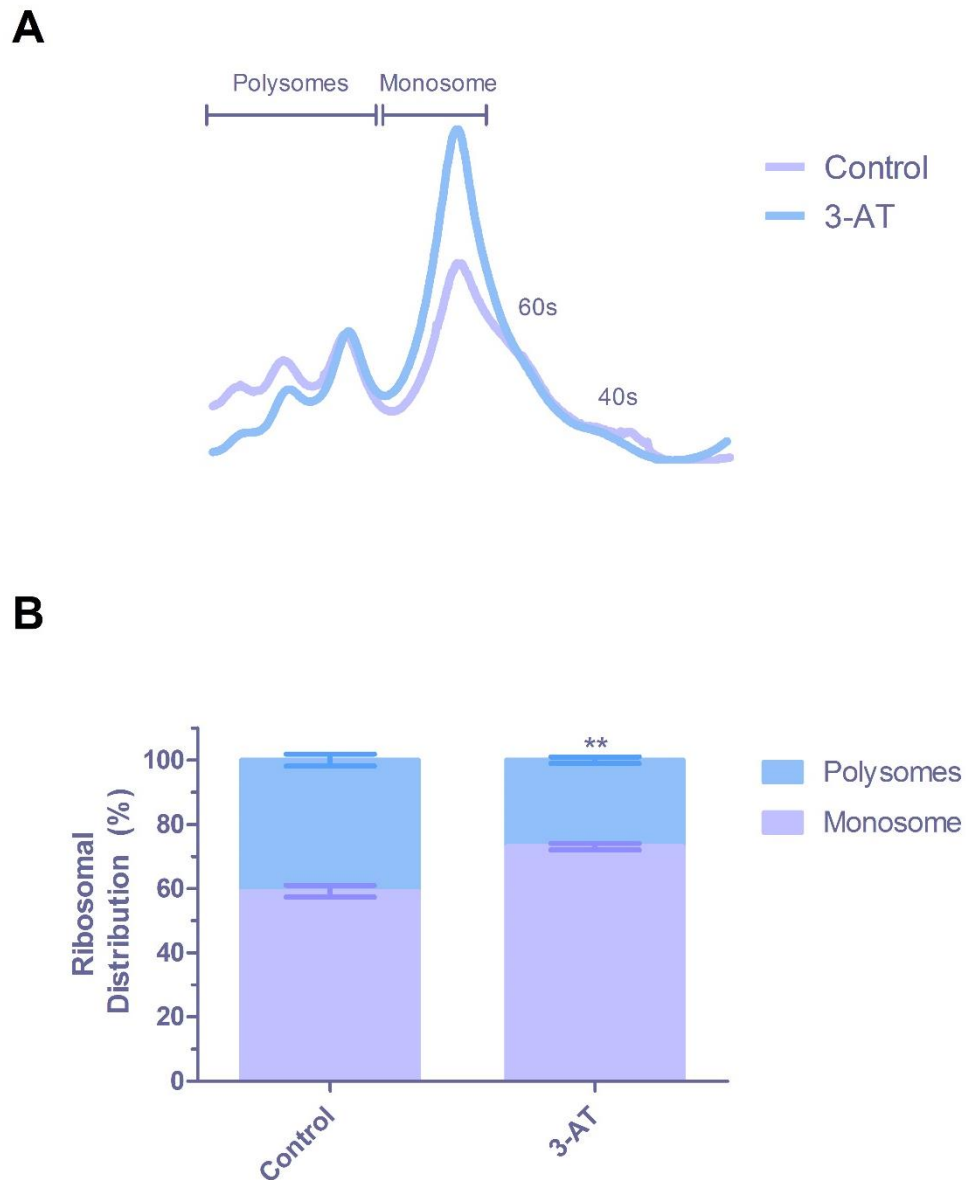 A
Polysomes Monosome
Control
3-AT
60s
40s
B
**
100
80
60
40
20
0
Ribosomal
Distribution (%)
Polysomes
Monosome
Control
3-AT